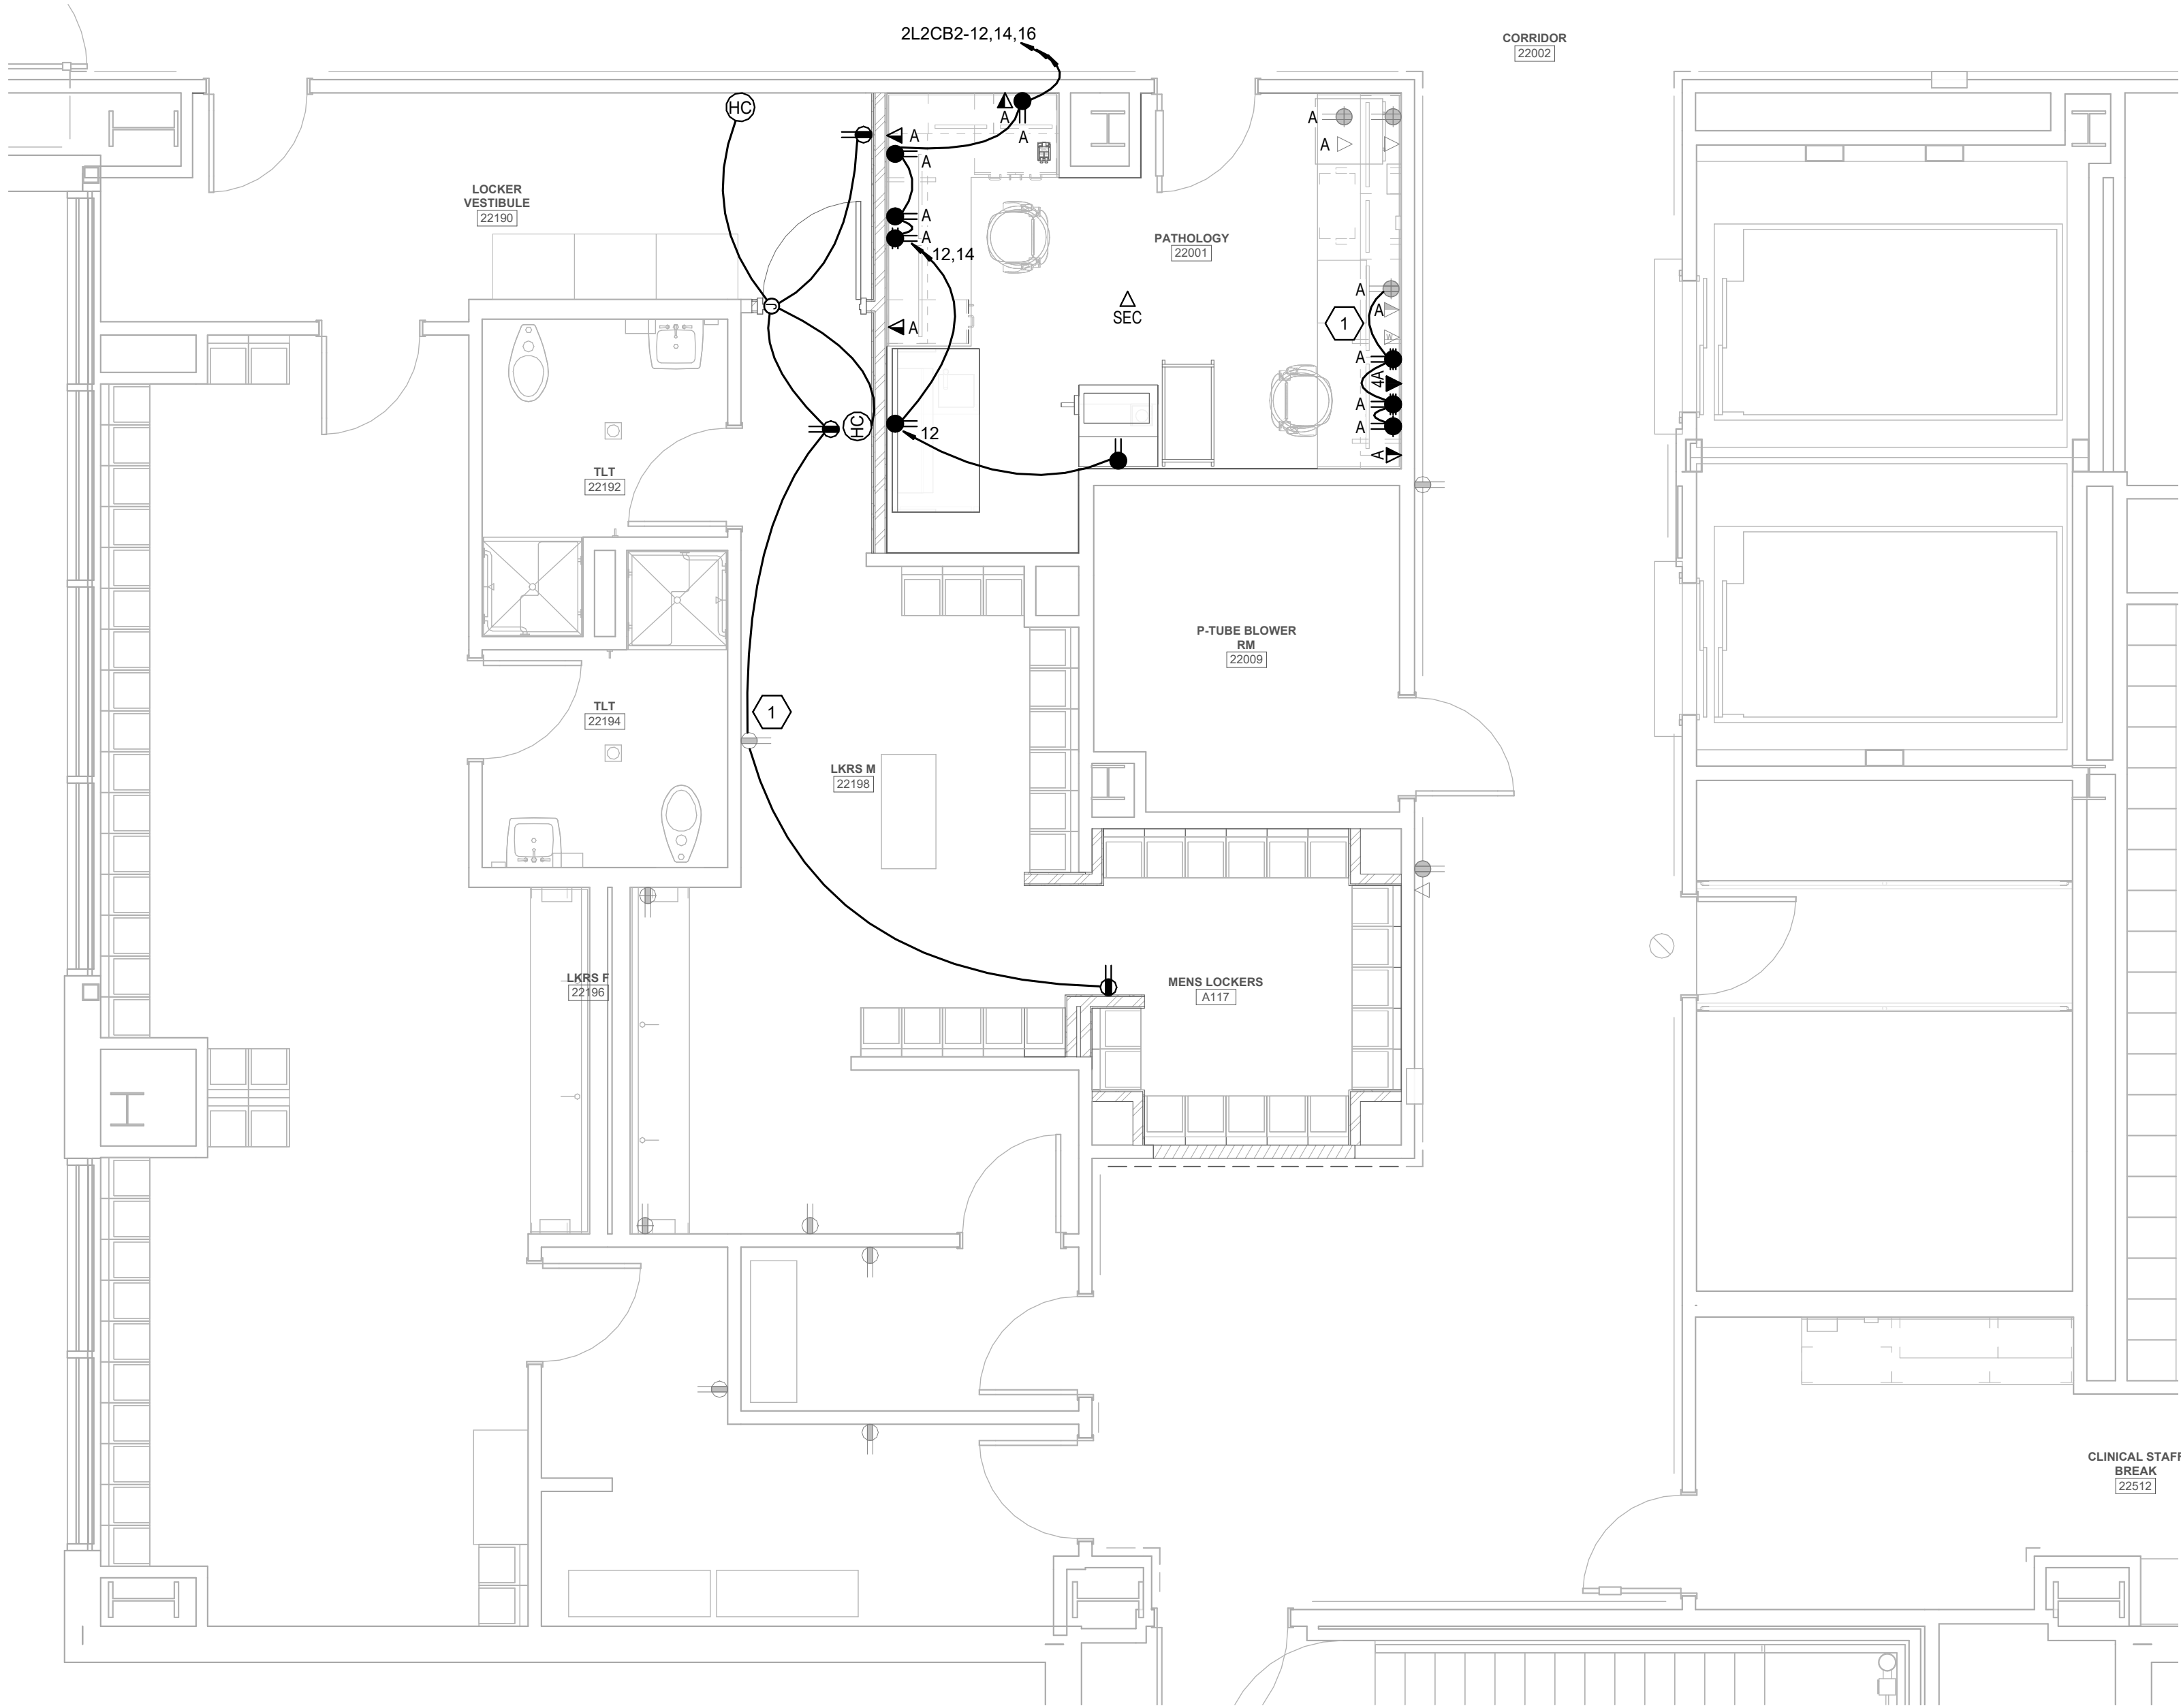 2L2CB2-12,14,16
CORRIDOR
22002
HC
A
A
A
A
A
A
A
A
LOCKER
VESTIBULE
22190
PATHOLOGY
22001
12,14
SEC
A
A
A
1
J
A
4A
A
A
A
HC
12
TLT
22192
P-TUBE BLOWER
RM
22009
TLT
22194
1
LKRS M
22198
LKRS F
22196
MENS LOCKERS
A117
CLINICAL STAFF
BREAK
22512